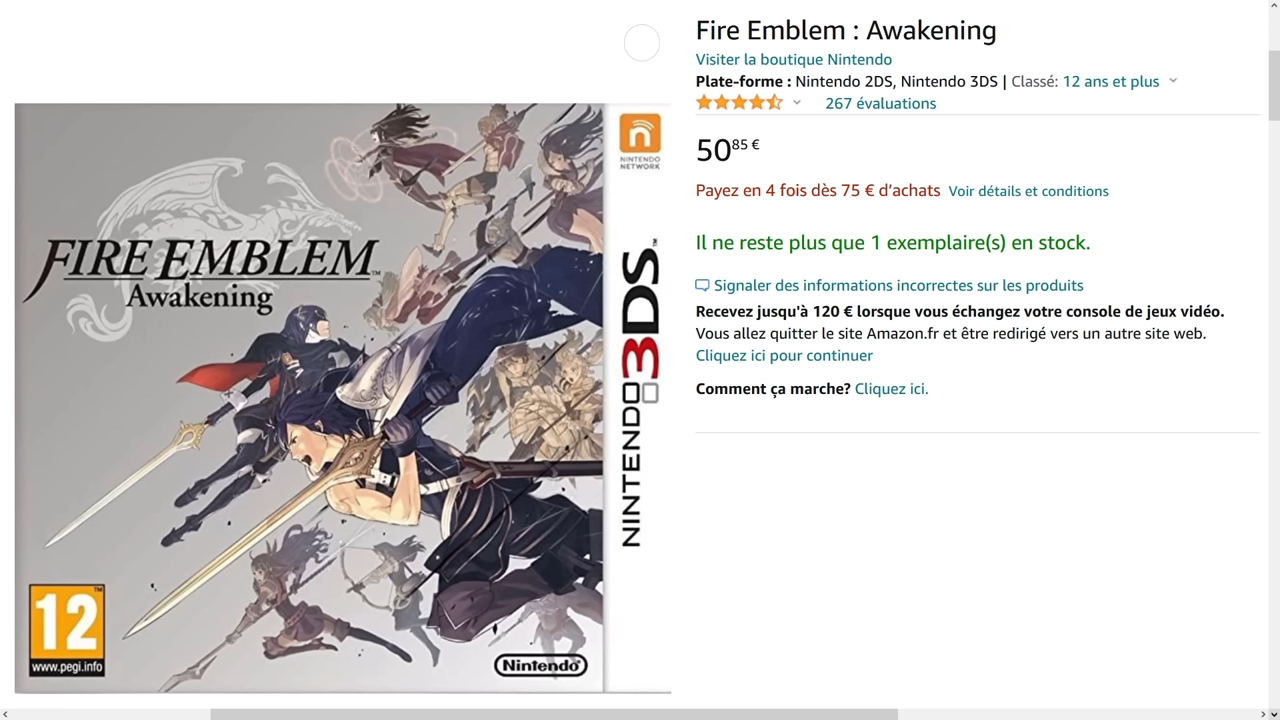 Fire Emblem : Awakening
Visiter la boutique Nintendo
Plate-forme : Nintendo 2DS, Nintendo 3DS | Classé: 12 ans et plus
267 évaluations
50 85 €
Payez en 4 fois dès 75 € d’achats Voir détails et conditions
Il ne reste plus que 1 exemplaire(s) en stock.
Signaler des informations incorrectes sur les produits
Recevez jusqu'à 120 € lorsque vous échangez votre console de jeux vidéo.
Vous allez quitter le site Amazon.fr et être redirigé vers un autre site web.
Cliquez ici pour continuer
Comment ça marche? Cliquez ici.
FIRE EMBLEM™
Awakening
12™
www.pegi.info
Nintendo®
NINTENDO
NETWORK
NINTENDO 3DS™